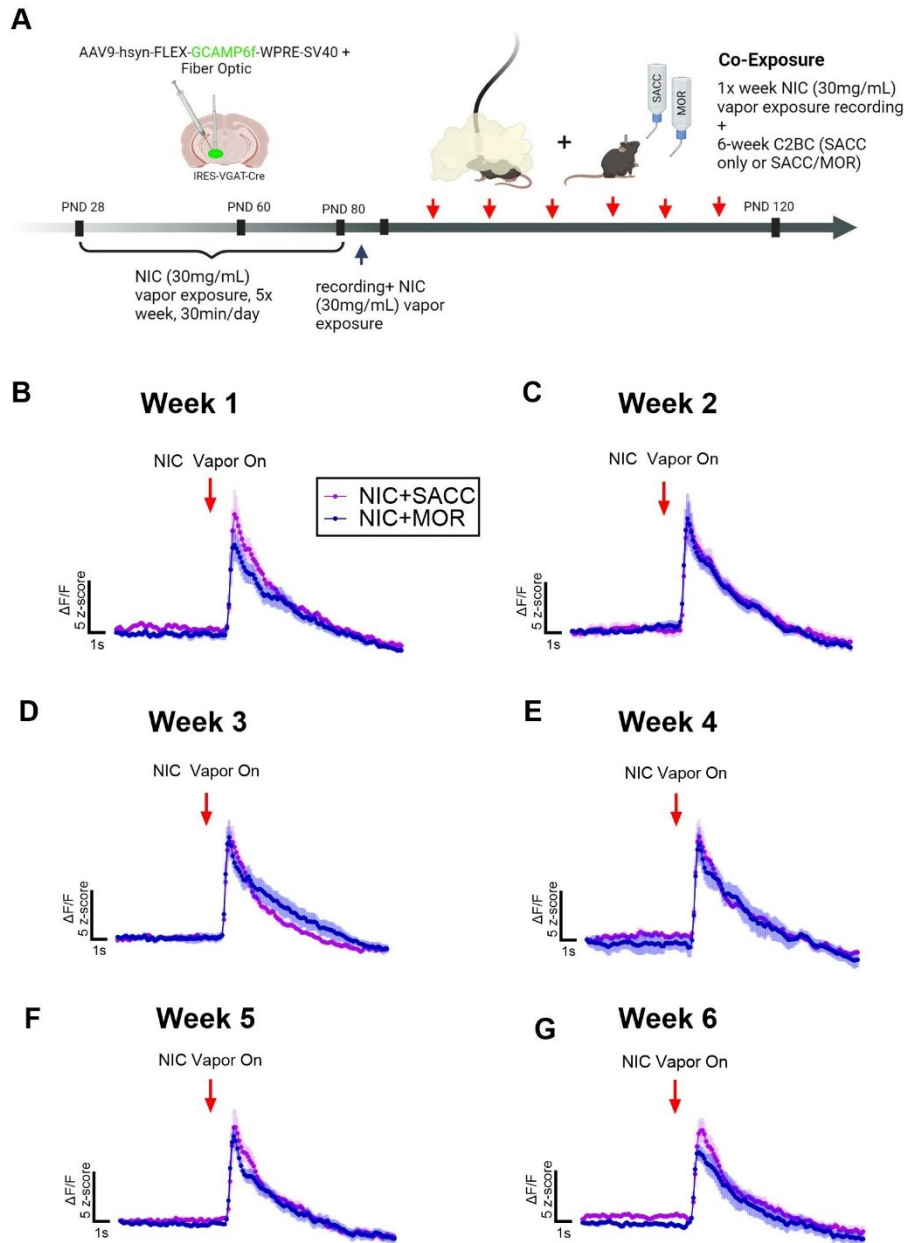 A
AAV9-hsyn-FLEX-GCAMP6f-WPRE-SV40 +
Fiber Optic
IRES-VGAT-Cre
SACC
MOR
Co-Exposure
1x week NIC (30mg/mL)
vapor exposure recording
+
6-week C2BC (SACC
only or SACC/MOR)
+
PND 28
PND 60
PND 80
PND 120
NIC (30mg/mL)
vapor exposure, 5x
week, 30min/day
recording+ NIC
(30mg/mL) vapor
exposure
B
Week 1
NIC Vapor On
NIC+SACC
NIC+MOR
ΔF/F
5 z-score
1s
C
Week 2
NIC Vapor On
ΔF/F
5 z-score
1s
D
Week 3
NIC Vapor On
ΔF/F
5 z-score
1s
E
Week 4
NIC Vapor On
ΔF/F
5 z-score
1s
F
Week 5
NIC Vapor On
ΔF/F
5 z-score
1s
G
Week 6
NIC Vapor On
ΔF/F
5 z-score
1s